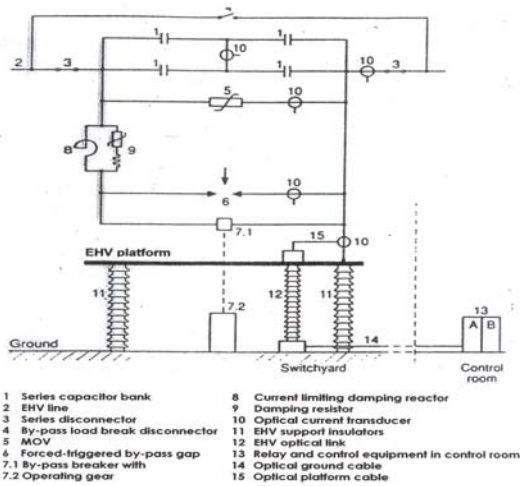 1 1
10
2 3 1 1 10 3
5 10
8 9
10
6
7.1 15 10
EHV platform
11 12 11 13
7.2 A B
14
Ground
Switchyard Control
room
1 Series capacitor bank
2 EHV line
3 Series disconnector
4 By-pass load break disconnector
5 MOV
6 Forced-triggered by-pass gap
7.1 By-pass breaker with
7.2 Operating gear
8 Current limiting damping reactor
9 Damping resistor
10 Optical current transducer
11 EHV support insulators
12 EHV optical link
13 Relay and control equipment in control room
14 Optical ground cable
15 Optical platform cable